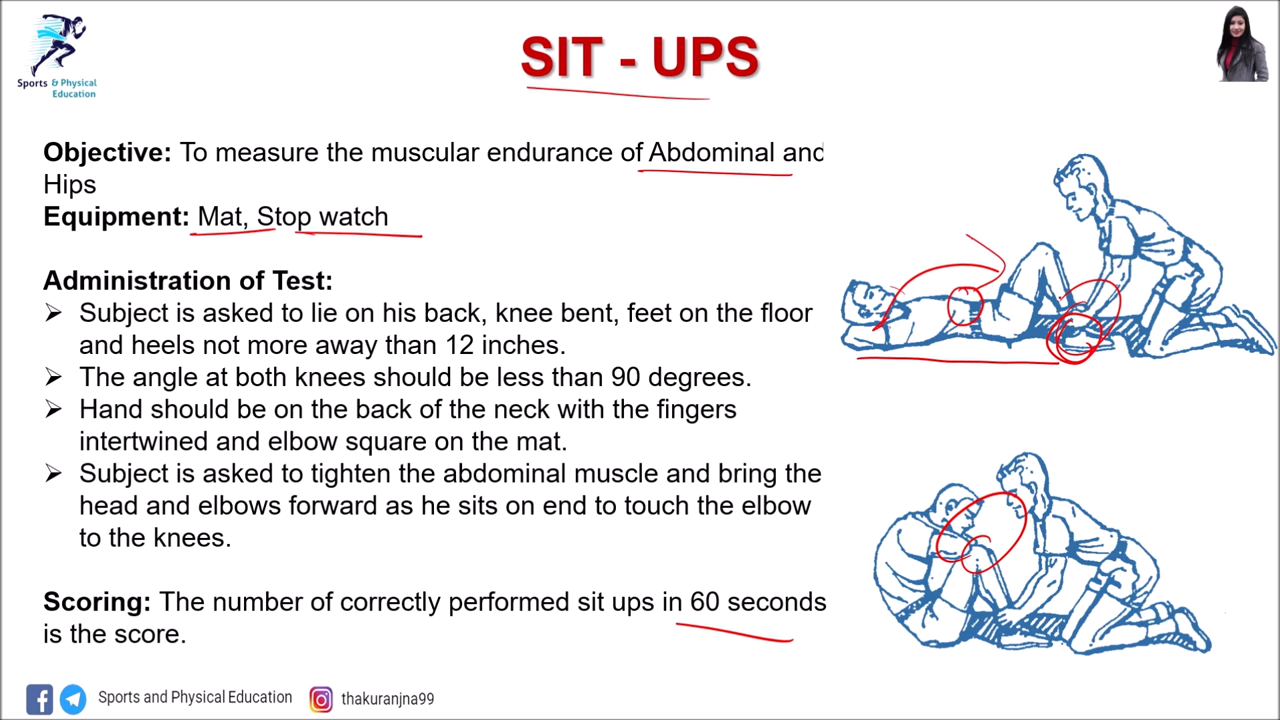 Sports & Physical
Education
SIT - UPS
Objective: To measure the muscular endurance of Abdominal and
Hips
Equipment: Mat, Stop watch
Administration of Test:
➢ Subject is asked to lie on his back, knee bent, feet on the floor
and heels not more away than 12 inches.
➢ The angle at both knees should be less than 90 degrees.
➢ Hand should be on the back of the neck with the fingers
intertwined and elbow square on the mat.
➢ Subject is asked to tighten the abdominal muscle and bring the
head and elbows forward as he sits on end to touch the elbow
to the knees.
Scoring: The number of correctly performed sit ups in 60 seconds
is the score.
Sports and Physical Education
thakuranjna99